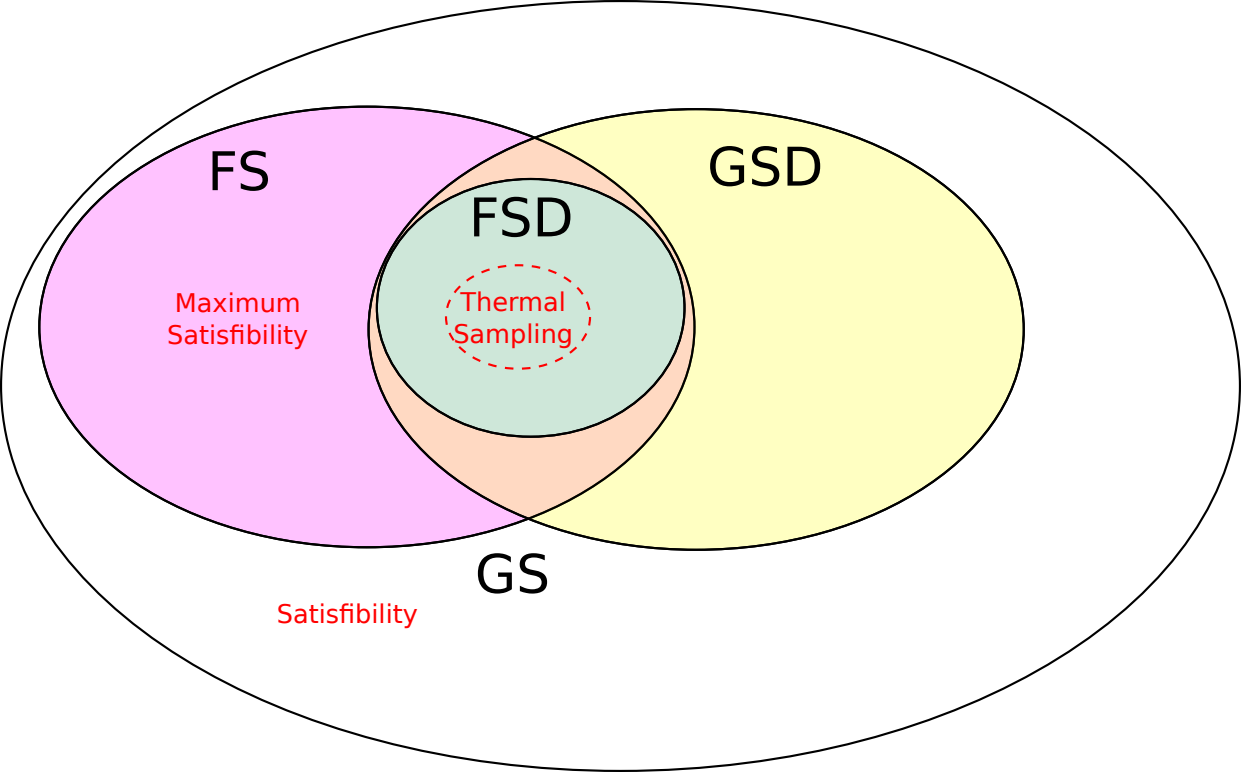 FS
GSD
FSD
Maximum
Satisfibility
Thermal
Sampling
GS
Satisfibility